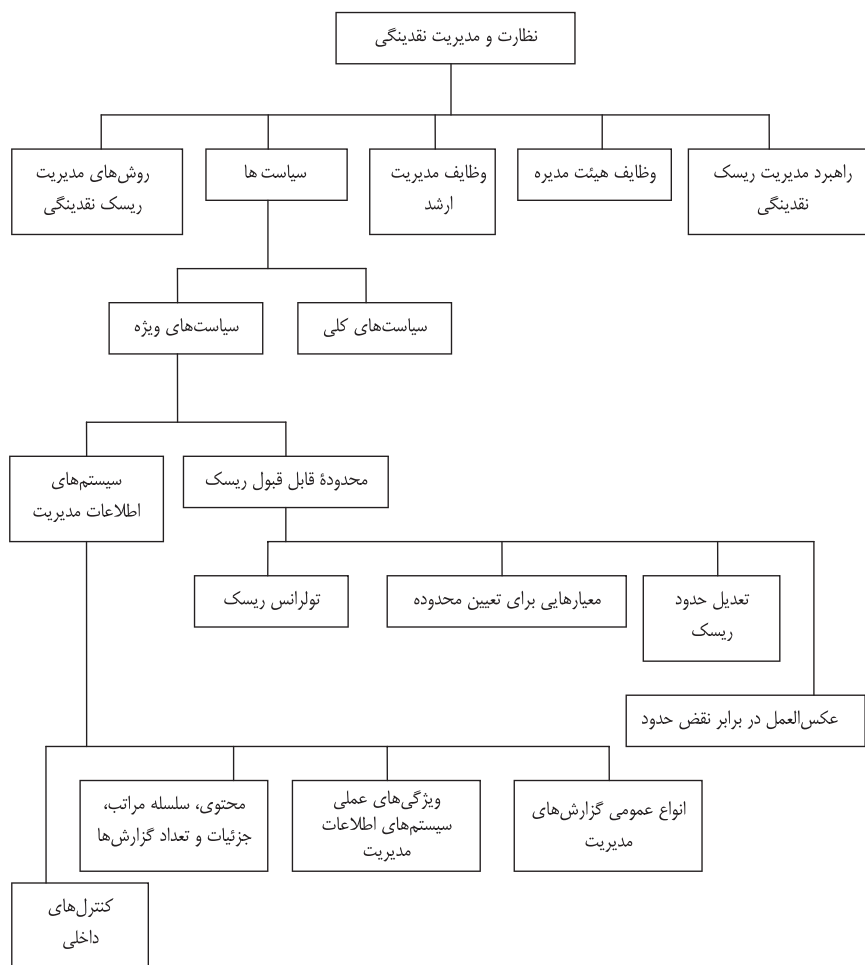 نظارت و مدیریت نقدینگی
راهبرد مدیریت ریسک
نقدینگی
وظایف هیئت مدیره
وظایف مدیریت
ارشد
سیاست ها
روش‌های مدیریت
ریسک نقدینگی
سیاست‌های کلی
سیاست‌های ویژه
محدودۀ قابل قبول ریسک
سیستم‌های
اطلاعات مدیریت
تعدیل حدود
ریسک
معیارهایی برای تعیین محدوده
تولرانس ریسک
عکس‌العمل در برابر نقض حدود
انواع عمومی گزارش‌های
مدیریت
ویژگی‌های عملی
سیستم‌های اطلاعات
مدیریت
محتوی، سلسله مراتب،
جزئیات و تعداد گزارش‌ها
کنترل‌های
داخلی